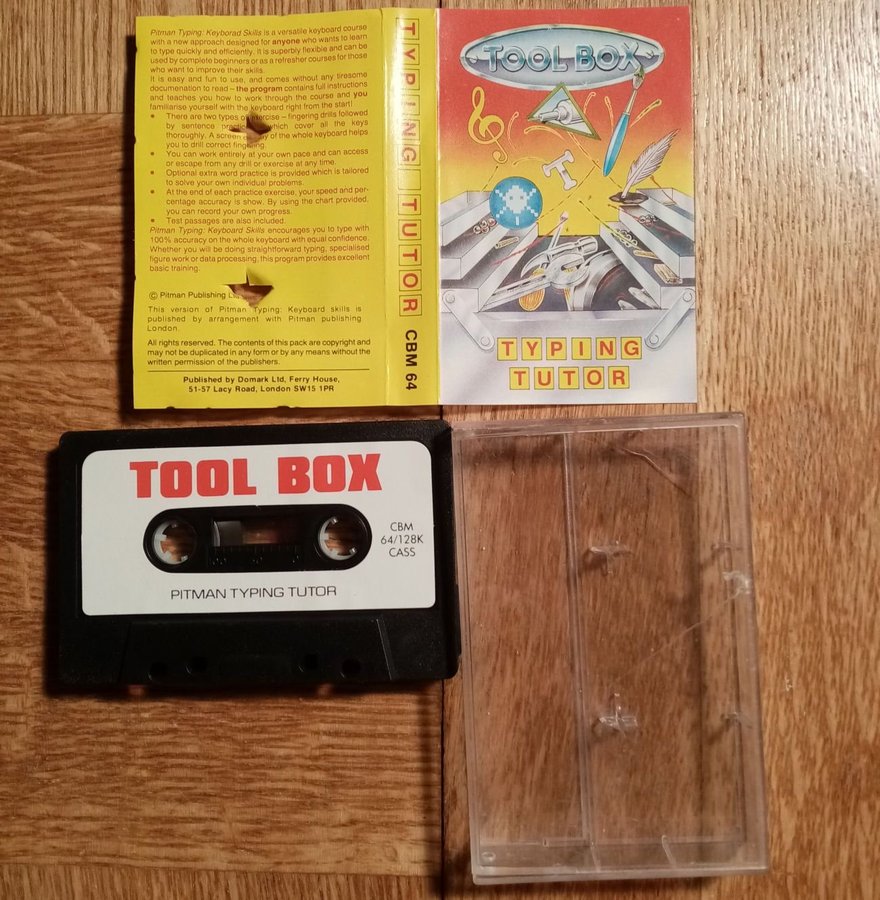 Pitman Typing: Keyborad Skills is a versatile keyboard course
with a new approach designed for anyone who wants to learn
to type quickly and efficiently. It is superbly flexible and can be
used by complete beginners or as a refresher courses for those
who want to improve their skills.
It is easy and fun to use, and comes without any tiresome
documenation to read – the program contains full instructions
and teaches you how to work through the course and you
familiarise yourself with the keyboard right from the start!
• There are two types of exercise – fingering drills followed
by sentence which cover all the keys
thoroughly. A screen of the whole keyboard helps
you to drill correct fingering.
• You can work entirely at your own pace and can access
or escape from any drill or exercise at any time.
• Optional extra word practice is provided which is tailored
to solve your own individual problems.
• At the end of each practice exercise, your speed and per-
centage accuracy is show. By using the chart provided,
you can record your own progress.
• Test passages are also included.
Pitman Typing: Keyboard Skills encourages you to type with
100% accuracy on the whole keyboard with equal confidence.
Whether you will be doing straightforward typing, specialised
figure work or data processing, this program provides excellent
basic training.
© Pitman Publishing
This version of Pitman Typing: Keyboard skills is
published by arrangement with Pitman publishing
London.
All rights reserved. The contents of this pack are copyright and
may not be duplicated in any form or by any means without the
written permission of the publishers.
Published by Domark Ltd, Ferry House,
51-57 Lacy Road, London SW15 1PR
TYPING TUTOR CBM 64
TOOL BOX
T
TYPING
TUTOR
TOOL BOX
CBM
64/128K
CASS
PITMAN TYPING TUTOR